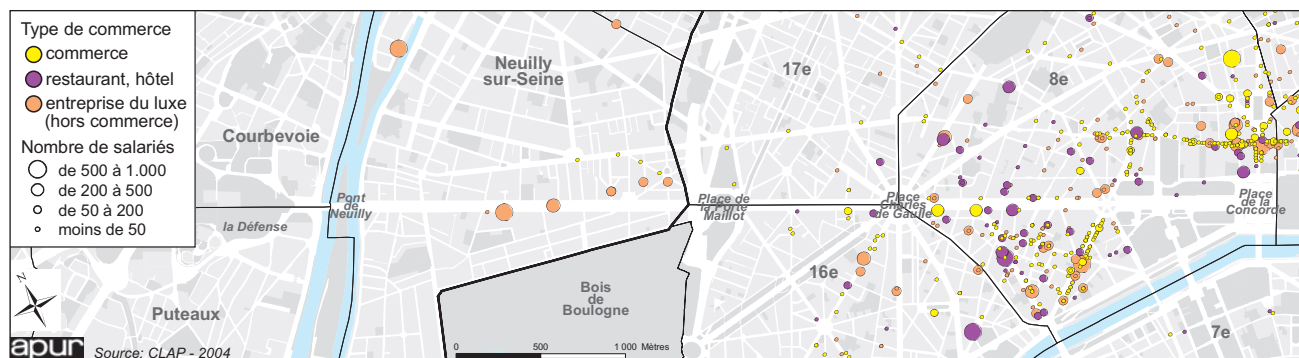 Type de commerce
commerce
restaurant, hôtel
entreprise du luxe
(hors commerce)
Nombre de salariés
de 500 à 1.000
de 200 à 500
de 50 à 200
moins de 50
Neuilly
sur-Seine
17e
8e
Courbevoie
Pont
de
Neuilly
la Défense
Place de
la Porte
Maillot
Place
Charles
de Gaulle
Place
de la
Concorde
16e
Bois
de
Boulogne
Puteaux
7e
N
apur
Source: CLAP - 2004
0 500 1 000 Mètres